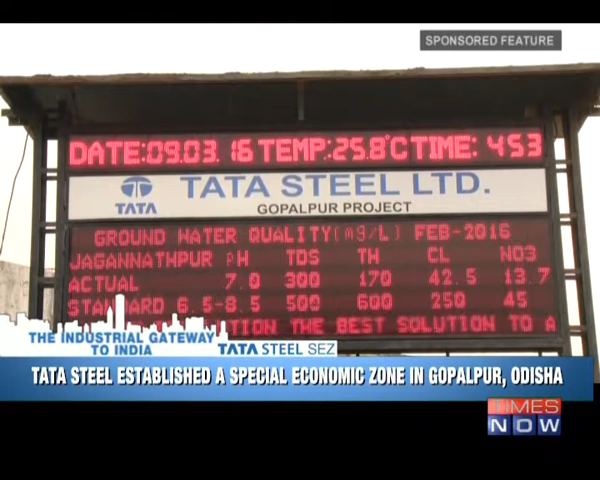 SPONSORED FEATURE
DATE:09.03.16 TEMP:25.8°C TIME: 453
TATA
TATA STEEL LTD.
GOPALPUR PROJECT
GROUND WATER QUALITY(mg/L) FEB-2016
JAGANNATHPUR PH TDS TH CL NO3
ACTUAL 7.0 300 170 42.5 13.7
STANDARD 6.5-8.5 500 600 250 45
THE BEST SOLUTION TO A
THE INDUSTRIAL GATEWAY
TO INDIA
TATA STEEL SEZ
TATA STEEL ESTABLISHED A SPECIAL ECONOMIC ZONE IN GOPALPUR, ODISHA
TIMES
NOW